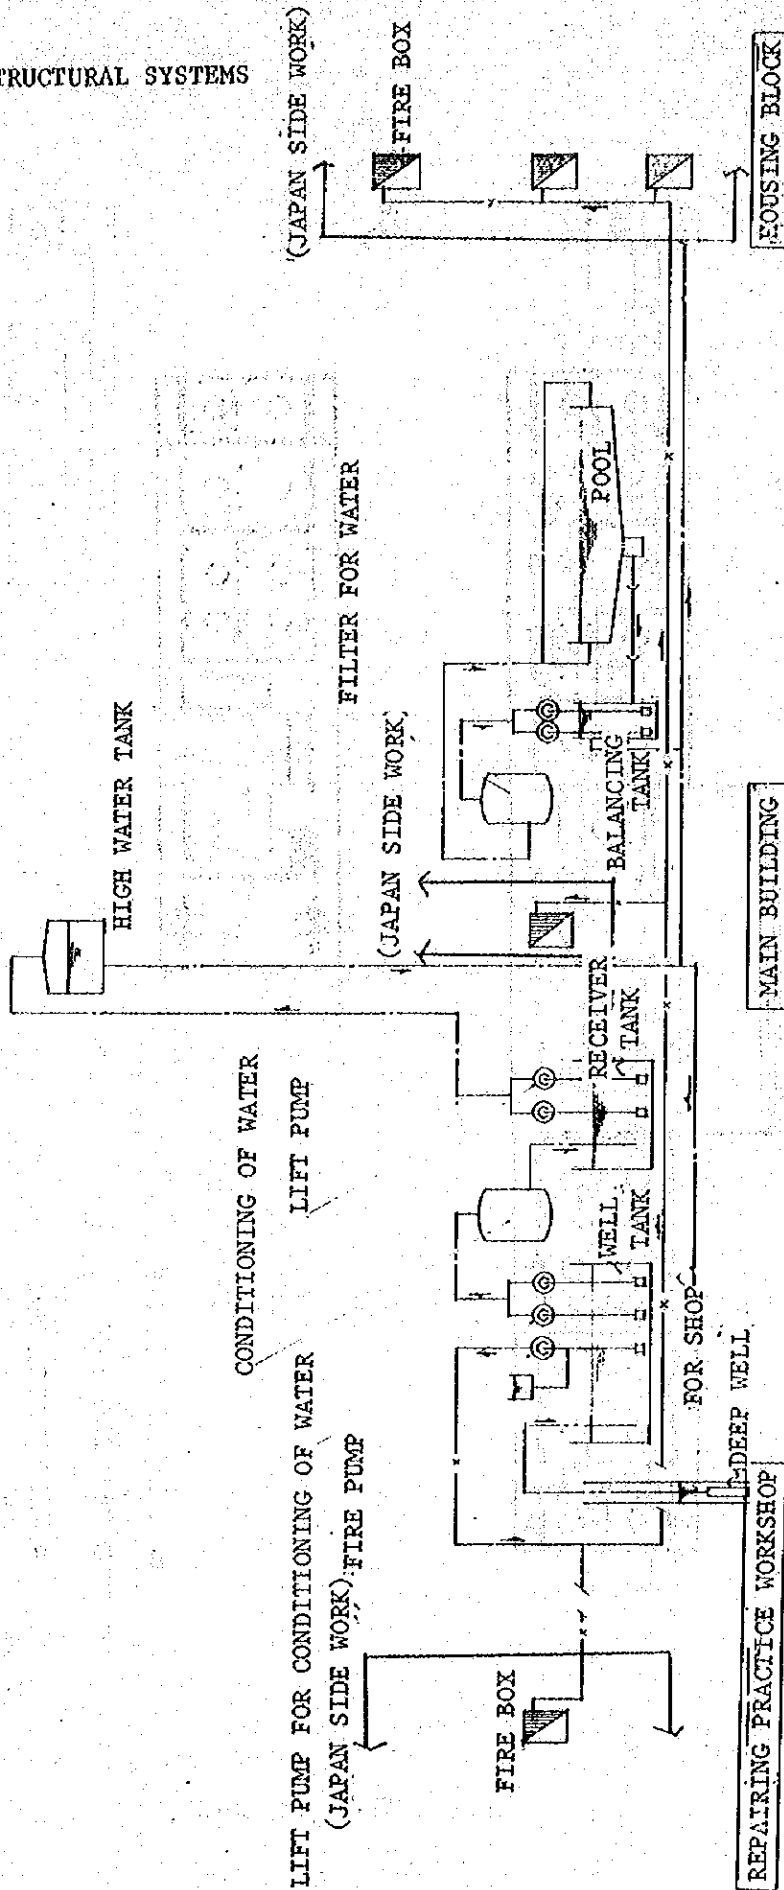 TRUCTURAL SYSTEMS
(JAPAN SIDE WORK)
FIRE BOX
HOUSING BLOCK
HIGH WATER TANK
FILTER FOR WATER
POOL
(JAPAN SIDE WORK)
BALANCING
TANK
MAIN BUILDING
CONDITIONING OF WATER
LIFT PUMP
RECEIVER
TANK
WELL
TANK
FOR SHOP
DEEP WELL
LIFT PUMP FOR CONDITIONING OF WATER
(JAPAN SIDE WORK)
FIRE PUMP
FIRE BOX
REPAIRING PRACTICE WORKSHOP